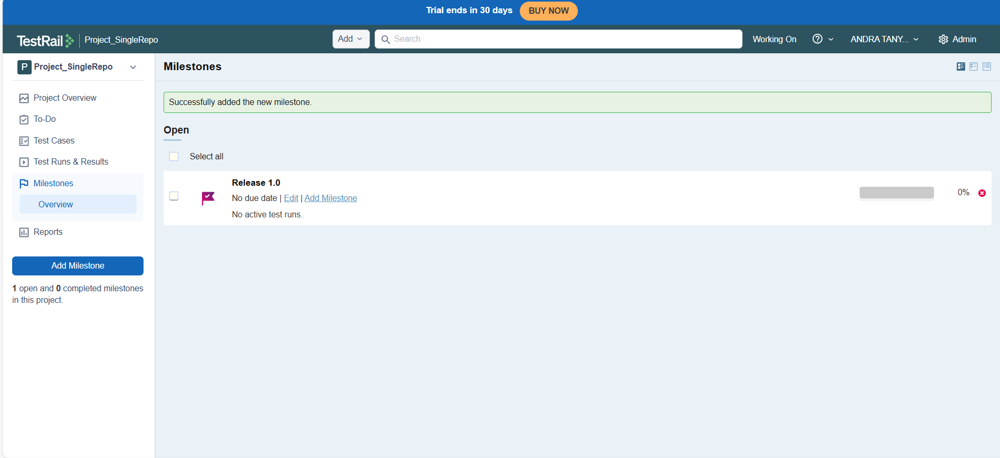 Trial ends in 30 days BUY NOW
TestRail Project_SingleRepo Add Search Working On ANDRA TANY... Admin
P Project_SingleRepo
Milestones
Project Overview
To-Do
Test Cases
Test Runs & Results
Milestones
Overview
Reports
Add Milestone
1 open and 0 completed milestones
in this project.
Successfully added the new milestone.
Open
Select all
Release 1.0
No due date | Edit | Add Milestone
No active test runs.
0%